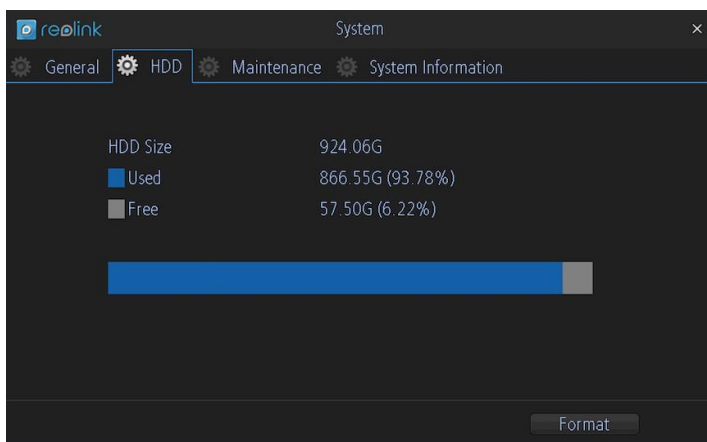 reolink System ×
General HDD Maintenance System Information
HDD Size 924.06G
Used 866.55G (93.78%)
Free 57.50G (6.22%)
Format